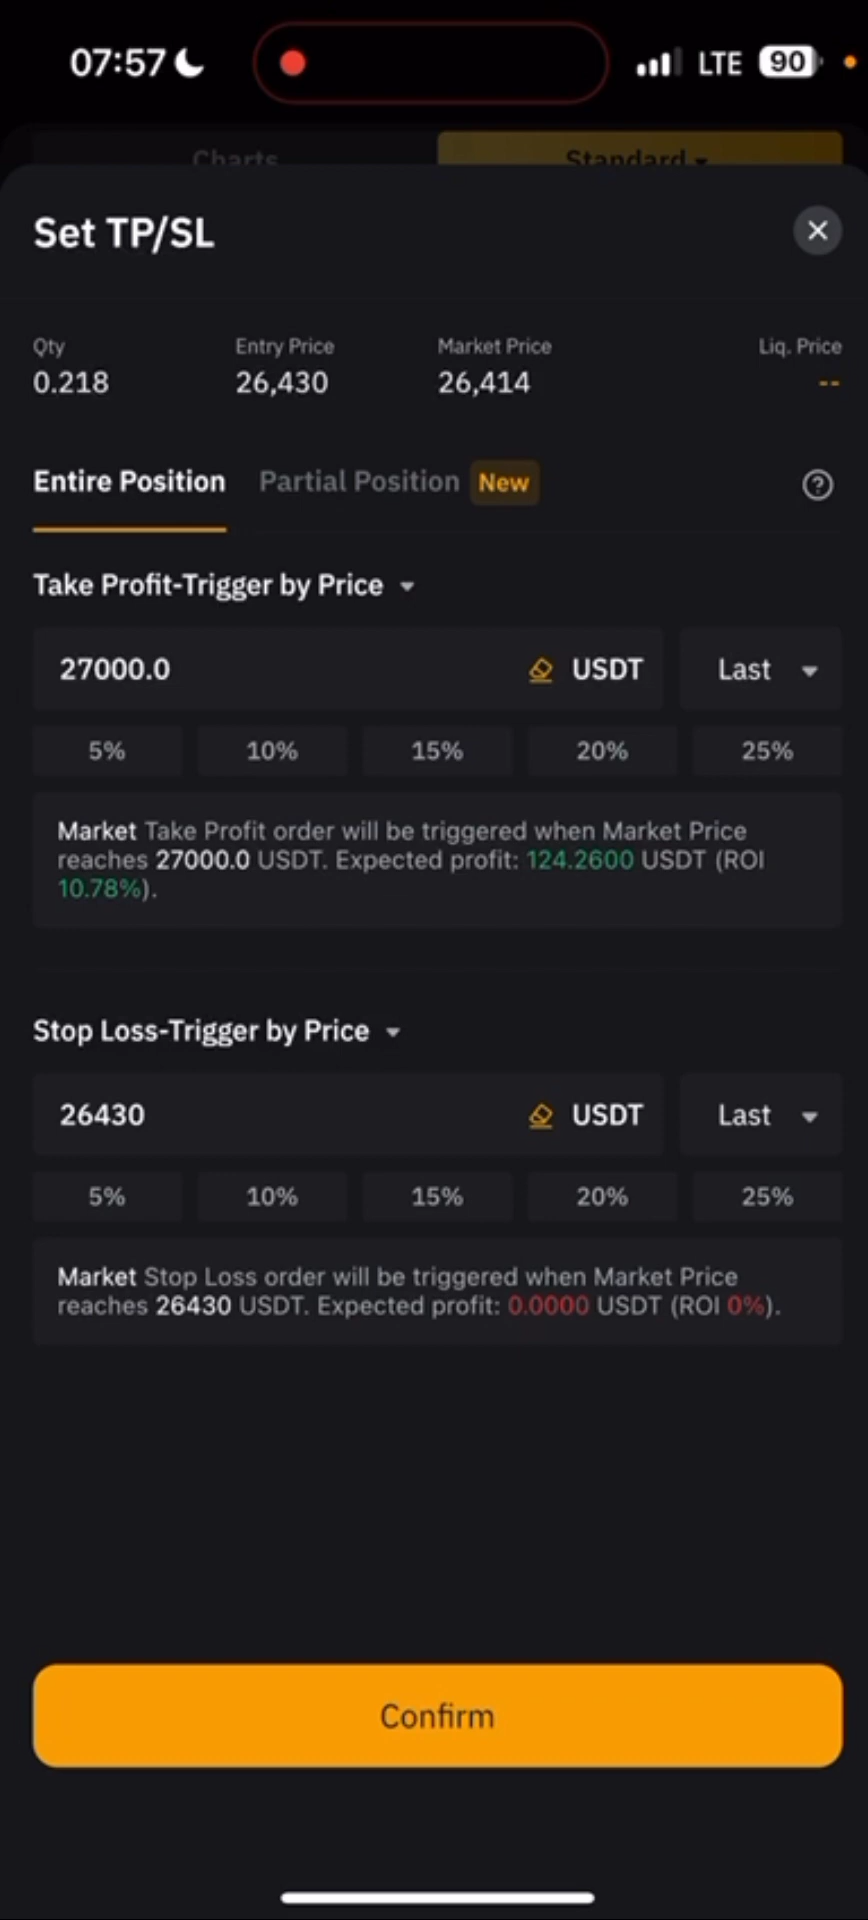 07:57
LTE
90
Charts
Standard
Set TP/SL
Qty
Entry Price
Market Price
Liq. Price
0.218
26,430
26,414
--
Entire Position
Partial Position
New
Take Profit-Trigger by Price
27000.0
USDT
Last
5%
10%
15%
20%
25%
Market Take Profit order will be triggered when Market Price
reaches 27000.0 USDT. Expected profit: 124.2600 USDT (ROI
10.78%).
Stop Loss-Trigger by Price
26430
USDT
Last
5%
10%
15%
20%
25%
Market Stop Loss order will be triggered when Market Price
reaches 26430 USDT. Expected profit: 0.0000 USDT (ROI 0%).
Confirm